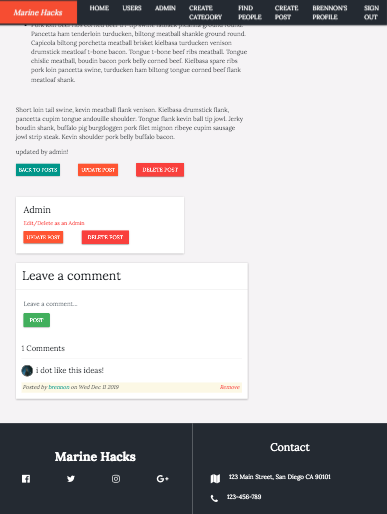 Marine Hacks
HOME
USERS
ADMIN
CREATE CATEGORY
FIND PEOPLE
CREATE POST
BRENNON'S PROFILE
SIGN OUT
Pancetta ham tenderloin turducken, biltong meatball shankle ground round.
Capicola biltong porchetta meatball brisket kielbasa turducken venison
drumstick meatloaf t-bone bacon. Tongue t-bone beef ribs meatball. Tongue
chislic meatball, boudin bacon pork belly corned beef. Kielbasa spare ribs
pork loin pancetta swine, turducken ham biltong tongue corned beef flank
meatloaf shank.
Short loin tail swine, kevin meatball flank venison. Kielbasa drumstick flank,
pancetta cupim tongue andouille shoulder. Tongue flank kevin ball tip jowl. Jerky
boudin shank, buffalo pig burgdoggen pork filet mignon ribeye cupim sausage
jowl strip steak. Kevin shoulder pork belly buffalo.
updated by admin!
BACK TO POSTS
UPDATE POST
DELETE POST
Admin
Edit/Delete as an Admin
UPDATE POST
DELETE POST
Leave a comment
Leave a comment...
POST
1 Comments
i dot like this ideas!
Posted by brennon on Wed Dec 11 2019
Remove
Marine Hacks
Contact
123 Main Street, San Diego CA 90101
123-456-789